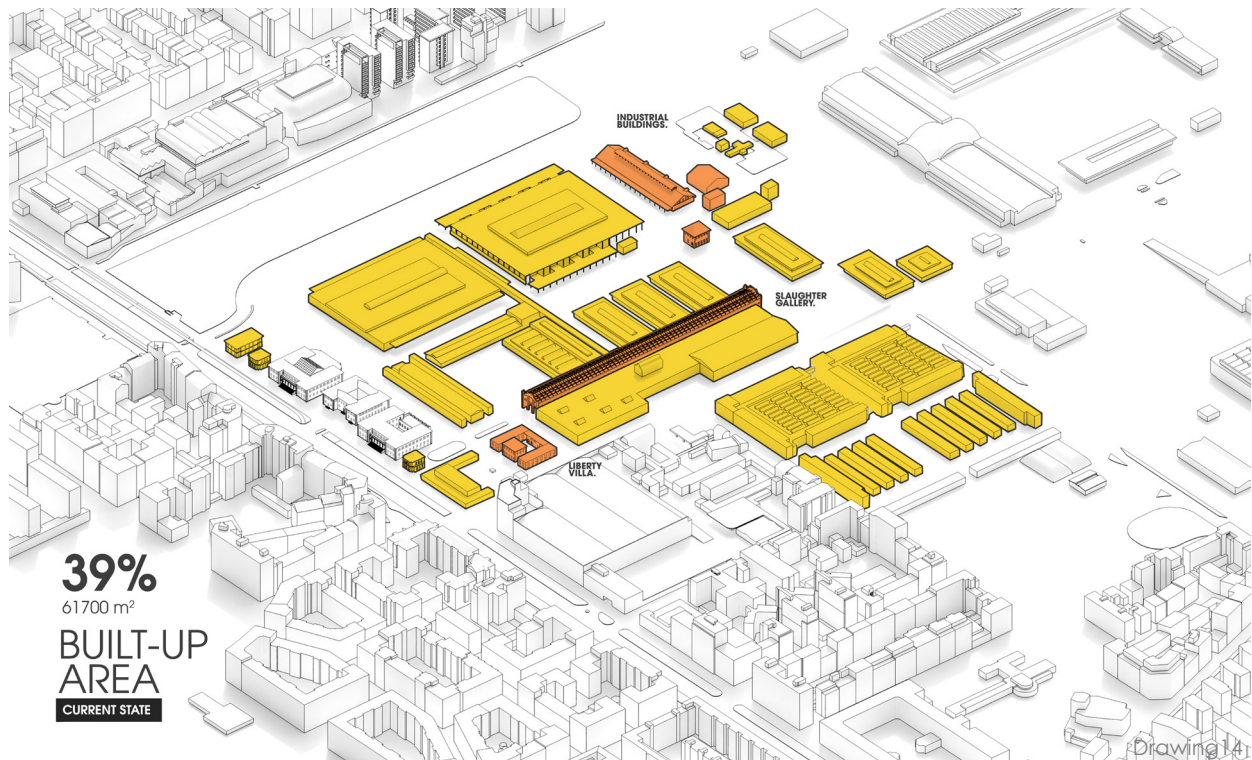 INDUSTRIAL
BUILDINGS.
SLAUGHTER
GALLERY.
LIBERTY
VILLA.
39%
61700 m²
BUILT-UP
AREA
CURRENT STATE
Drawing14